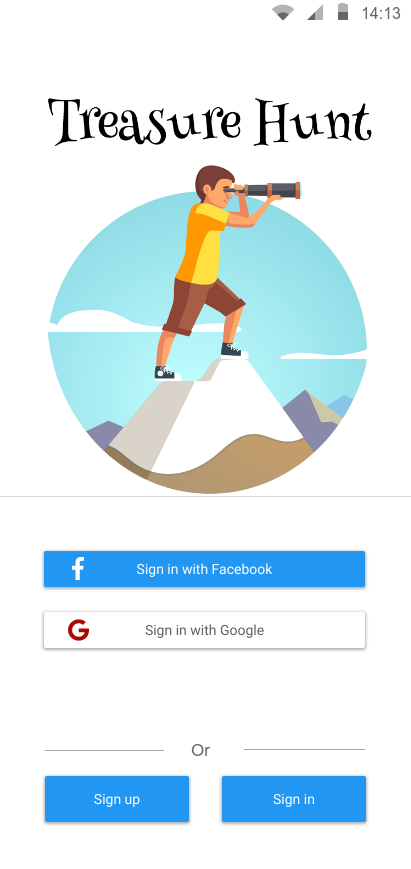 14:13
Treasure Hunt
Sign in with Facebook
Sign in with Google
Or
Sign up
Sign in